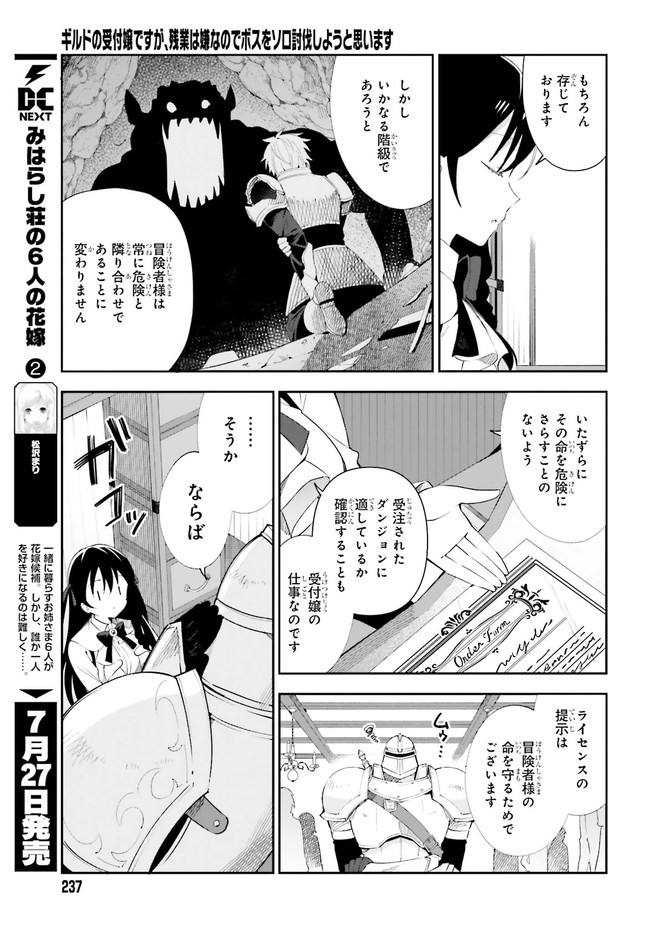 ギルドの受付嬢ですが、残業は嫌なのでボスをソロ討伐しようと思います
もちろん
存じて
おります
しかし
いかなる階級で
あろうと
冒険者様は
常に危険と
隣り合わせで
あることに
変わりません
いたずらに
その命を危険に
さらすことの
ないよう
受注された
ダンジョンに
適しているか
確認することも
受付嬢の
仕事なのです
Order Form
ライセンスの
提示は
冒険者様の
命を守るためで
ございます
ムゥ…
……
そうか
ならば
DC
NEXT
みはらし荘の6人の花嫁
2
松沢まり
一緒に暮らすお姉さま6人が
花嫁候補。しかし、誰か一人
を好きになるのは難しく……。
7月27日発売
237